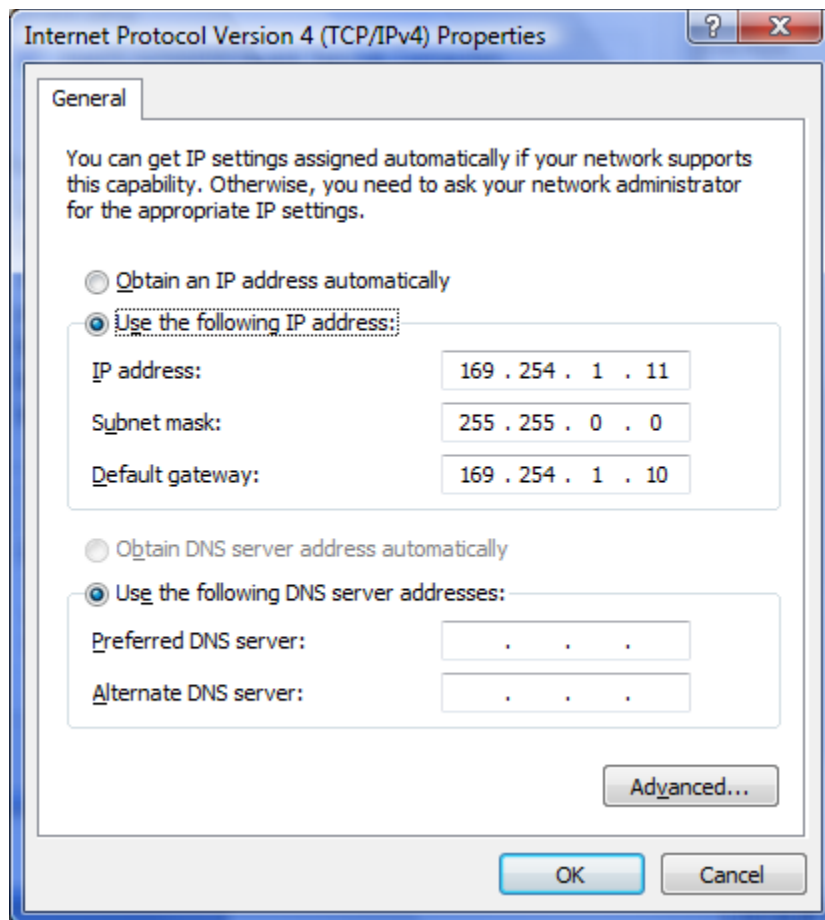 Internet Protocol Version 4 (TCP/IPv4) Properties
?
X
General
You can get IP settings assigned automatically if your network supports
this capability. Otherwise, you need to ask your network administrator
for the appropriate IP settings.
Obtain an IP address automatically
Use the following IP address:
IP address: 169 . 254 . 1 . 11
Subnet mask: 255 . 255 . 0 . 0
Default gateway: 169 . 254 . 1 . 10
Obtain DNS server address automatically
Use the following DNS server addresses:
Preferred DNS server: . . .
Alternate DNS server: . . .
Advanced...
OK Cancel